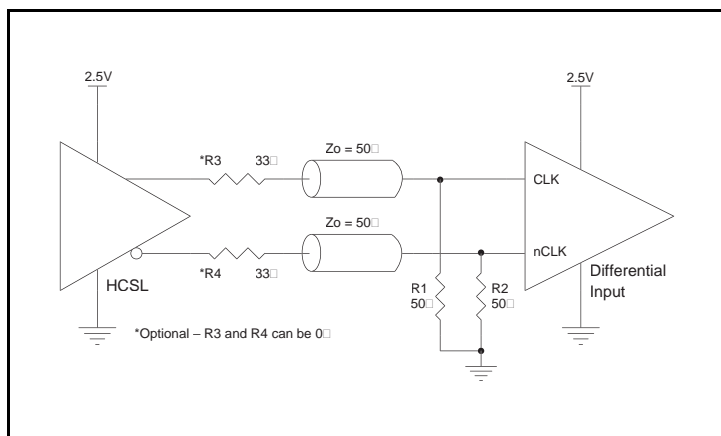 2.5V
2.5V
*R3
33□
Zo = 50□
CLK
Zo = 50□
nCLK
*R4
33□
HCSL
R1
50□
R2
50□
Differential
Input
*Optional – R3 and R4 can be 0□